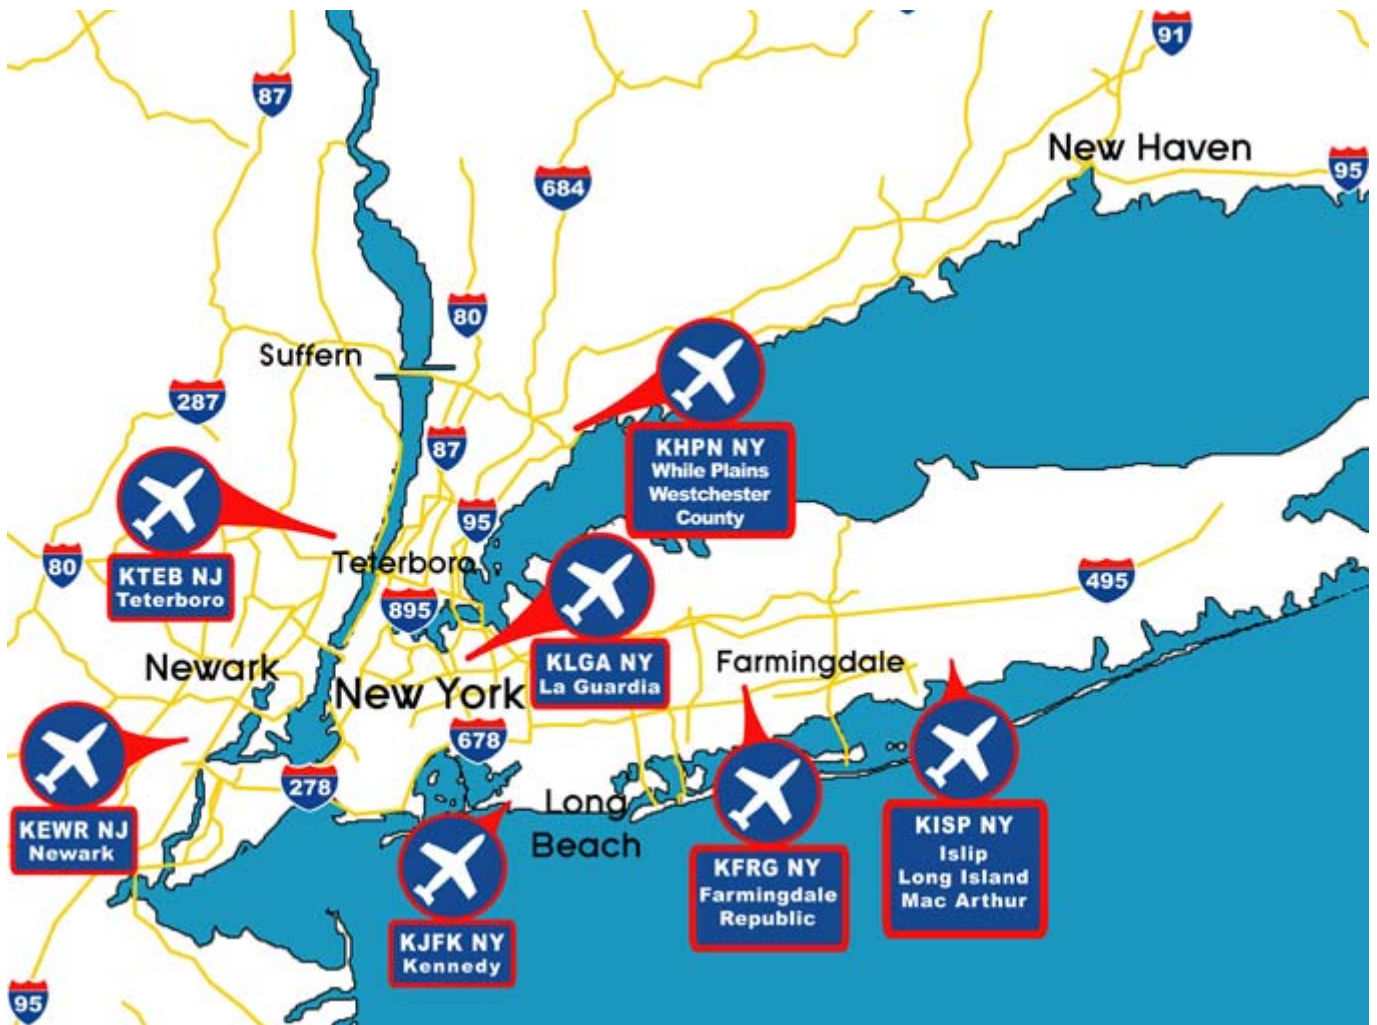 91
87
New Haven
95
684
80
Suffern
287
87
KHPN NY
While Plains
Westchester
County
95
80
Teterboro
KTEB NJ
Teterboro
895
495
KLGA NY
La Guardia
Farmingdale
Newark
New York
678
278
Long
Beach
KEWR NJ
Newark
KISP NY
Islip
Long Island
Mac Arthur
KFRG NY
Farmingdale
Republic
KJFK NY
Kennedy
95